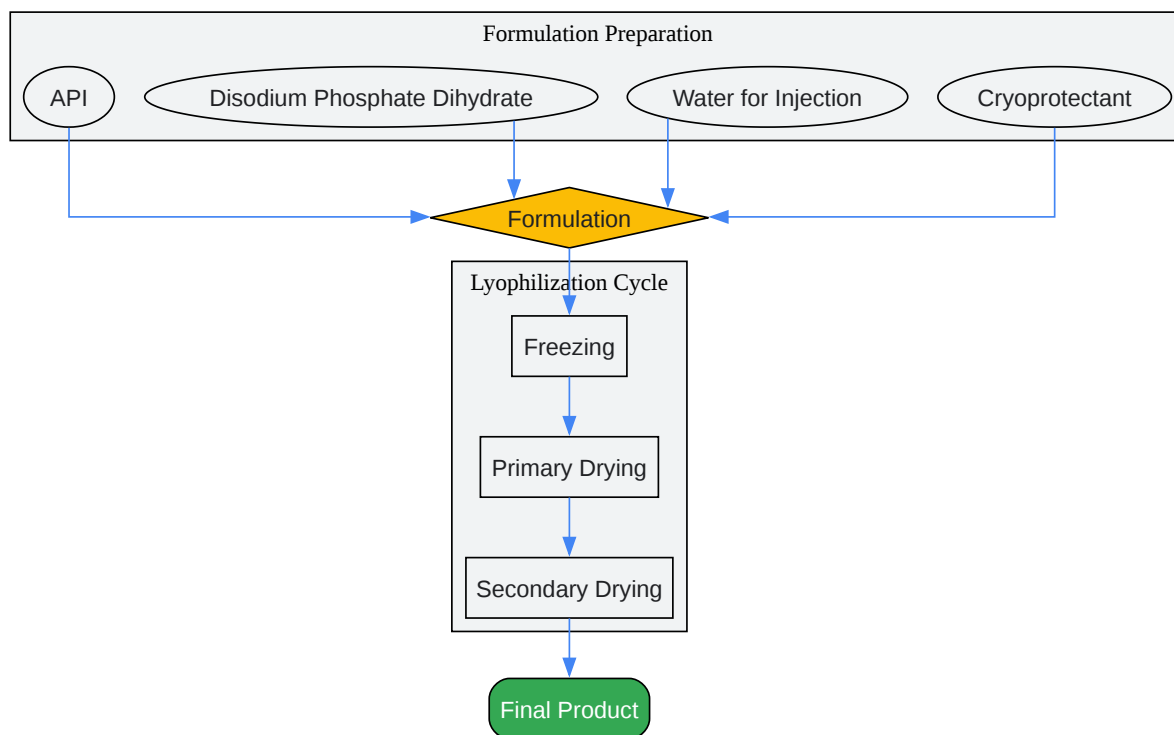 Formulation Preparation
API
Disodium Phosphate Dihydrate
Water for Injection
Cryoprotectant
Formulation
Lyophilization Cycle
Freezing
Primary Drying
Secondary Drying
Final Product